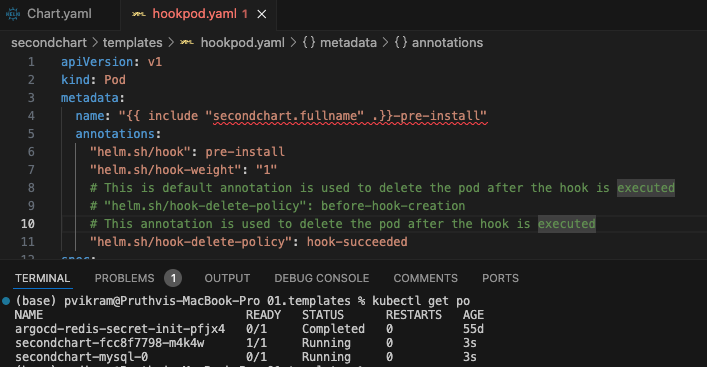 HELM Chart.yaml
YAML hookpod.yaml 1 ×
secondchart > templates > YAML hookpod.yaml > {} metadata > {} annotations
1 apiVersion: v1
2 kind: Pod
3 metadata:
4 name: "{{ include "secondchart.fullname" .}}-pre-install"
5 annotations:
6 "helm.sh/hook": pre-install
7 "helm.sh/hook-weight": "1"
8 # This is default annotation is used to delete the pod after the hook is executed
9 # "helm.sh/hook-delete-policy": before-hook-creation
10 # This annotation is used to delete the pod after the hook is executed
11 "helm.sh/hook-delete-policy": hook-succeeded
12 spec:
TERMINAL PROBLEMS 1 OUTPUT DEBUG CONSOLE COMMENTS PORTS
(base) pvikram@Pruthvis-MacBook-Pro 01.templates % kubectl get po
NAME READY STATUS RESTARTS AGE
argocd-redis-secret-init-pfjx4 0/1 Completed 0 55d
secondchart-fcc8f7798-m4k4w 1/1 Running 0 3s
secondchart-mysql-0 0/1 Running 0 3s